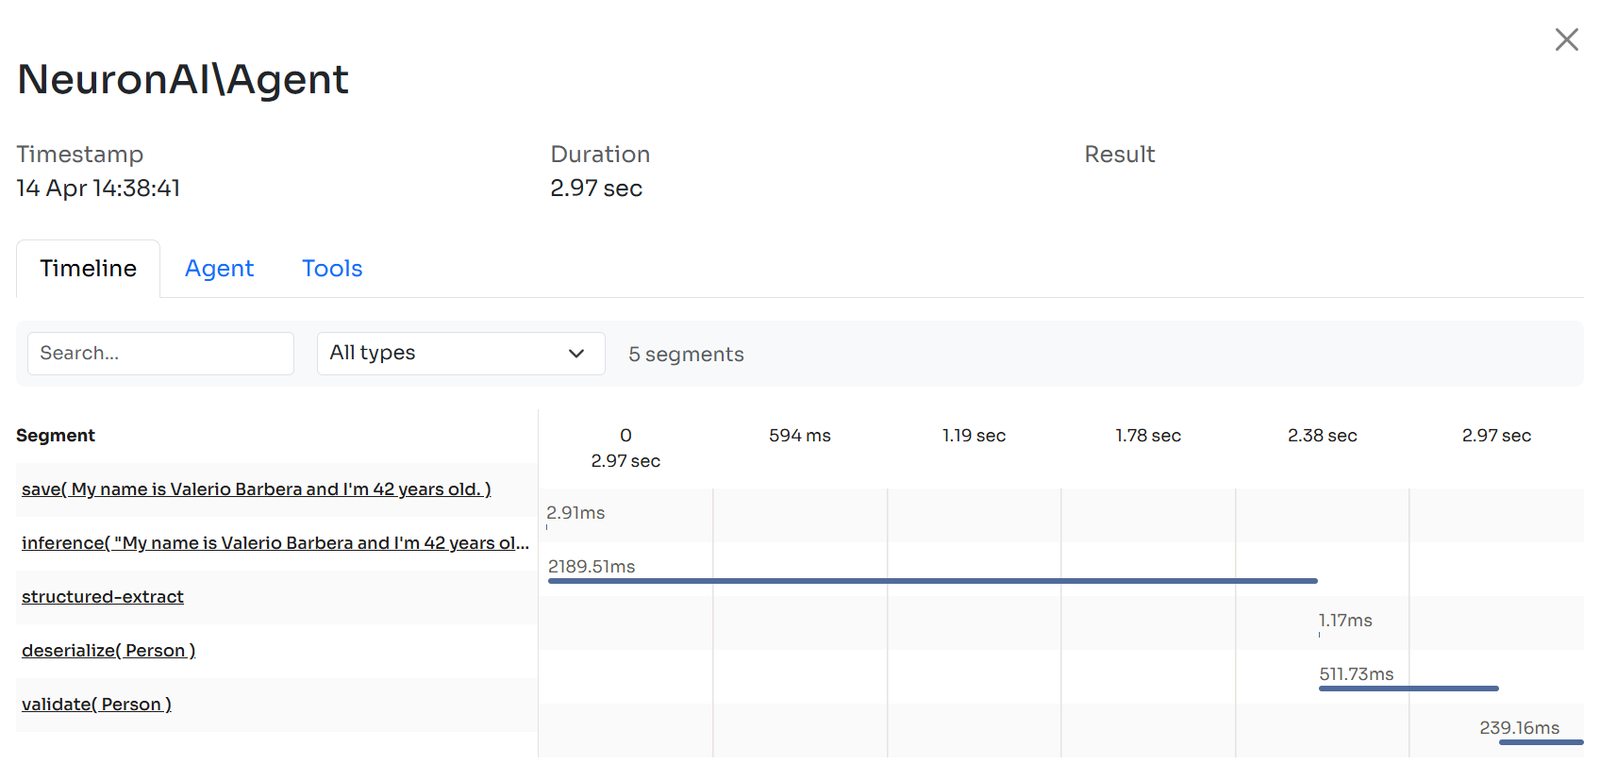 NeuronAI\Agent
Timestamp Duration Result
14 Apr 14:38:41 2.97 sec
Timeline Agent Tools
Search... All types 5 segments
Segment 0 594 ms 1.19 sec 1.78 sec 2.38 sec 2.97 sec
2.97 sec
save( My name is Valerio Barbera and I'm 42 years old. )
2.91ms
inference( "My name is Valerio Barbera and I'm 42 years ol...
2189.51ms
structured-extract
1.17ms
deserialize( Person )
511.73ms
validate( Person )
239.16ms